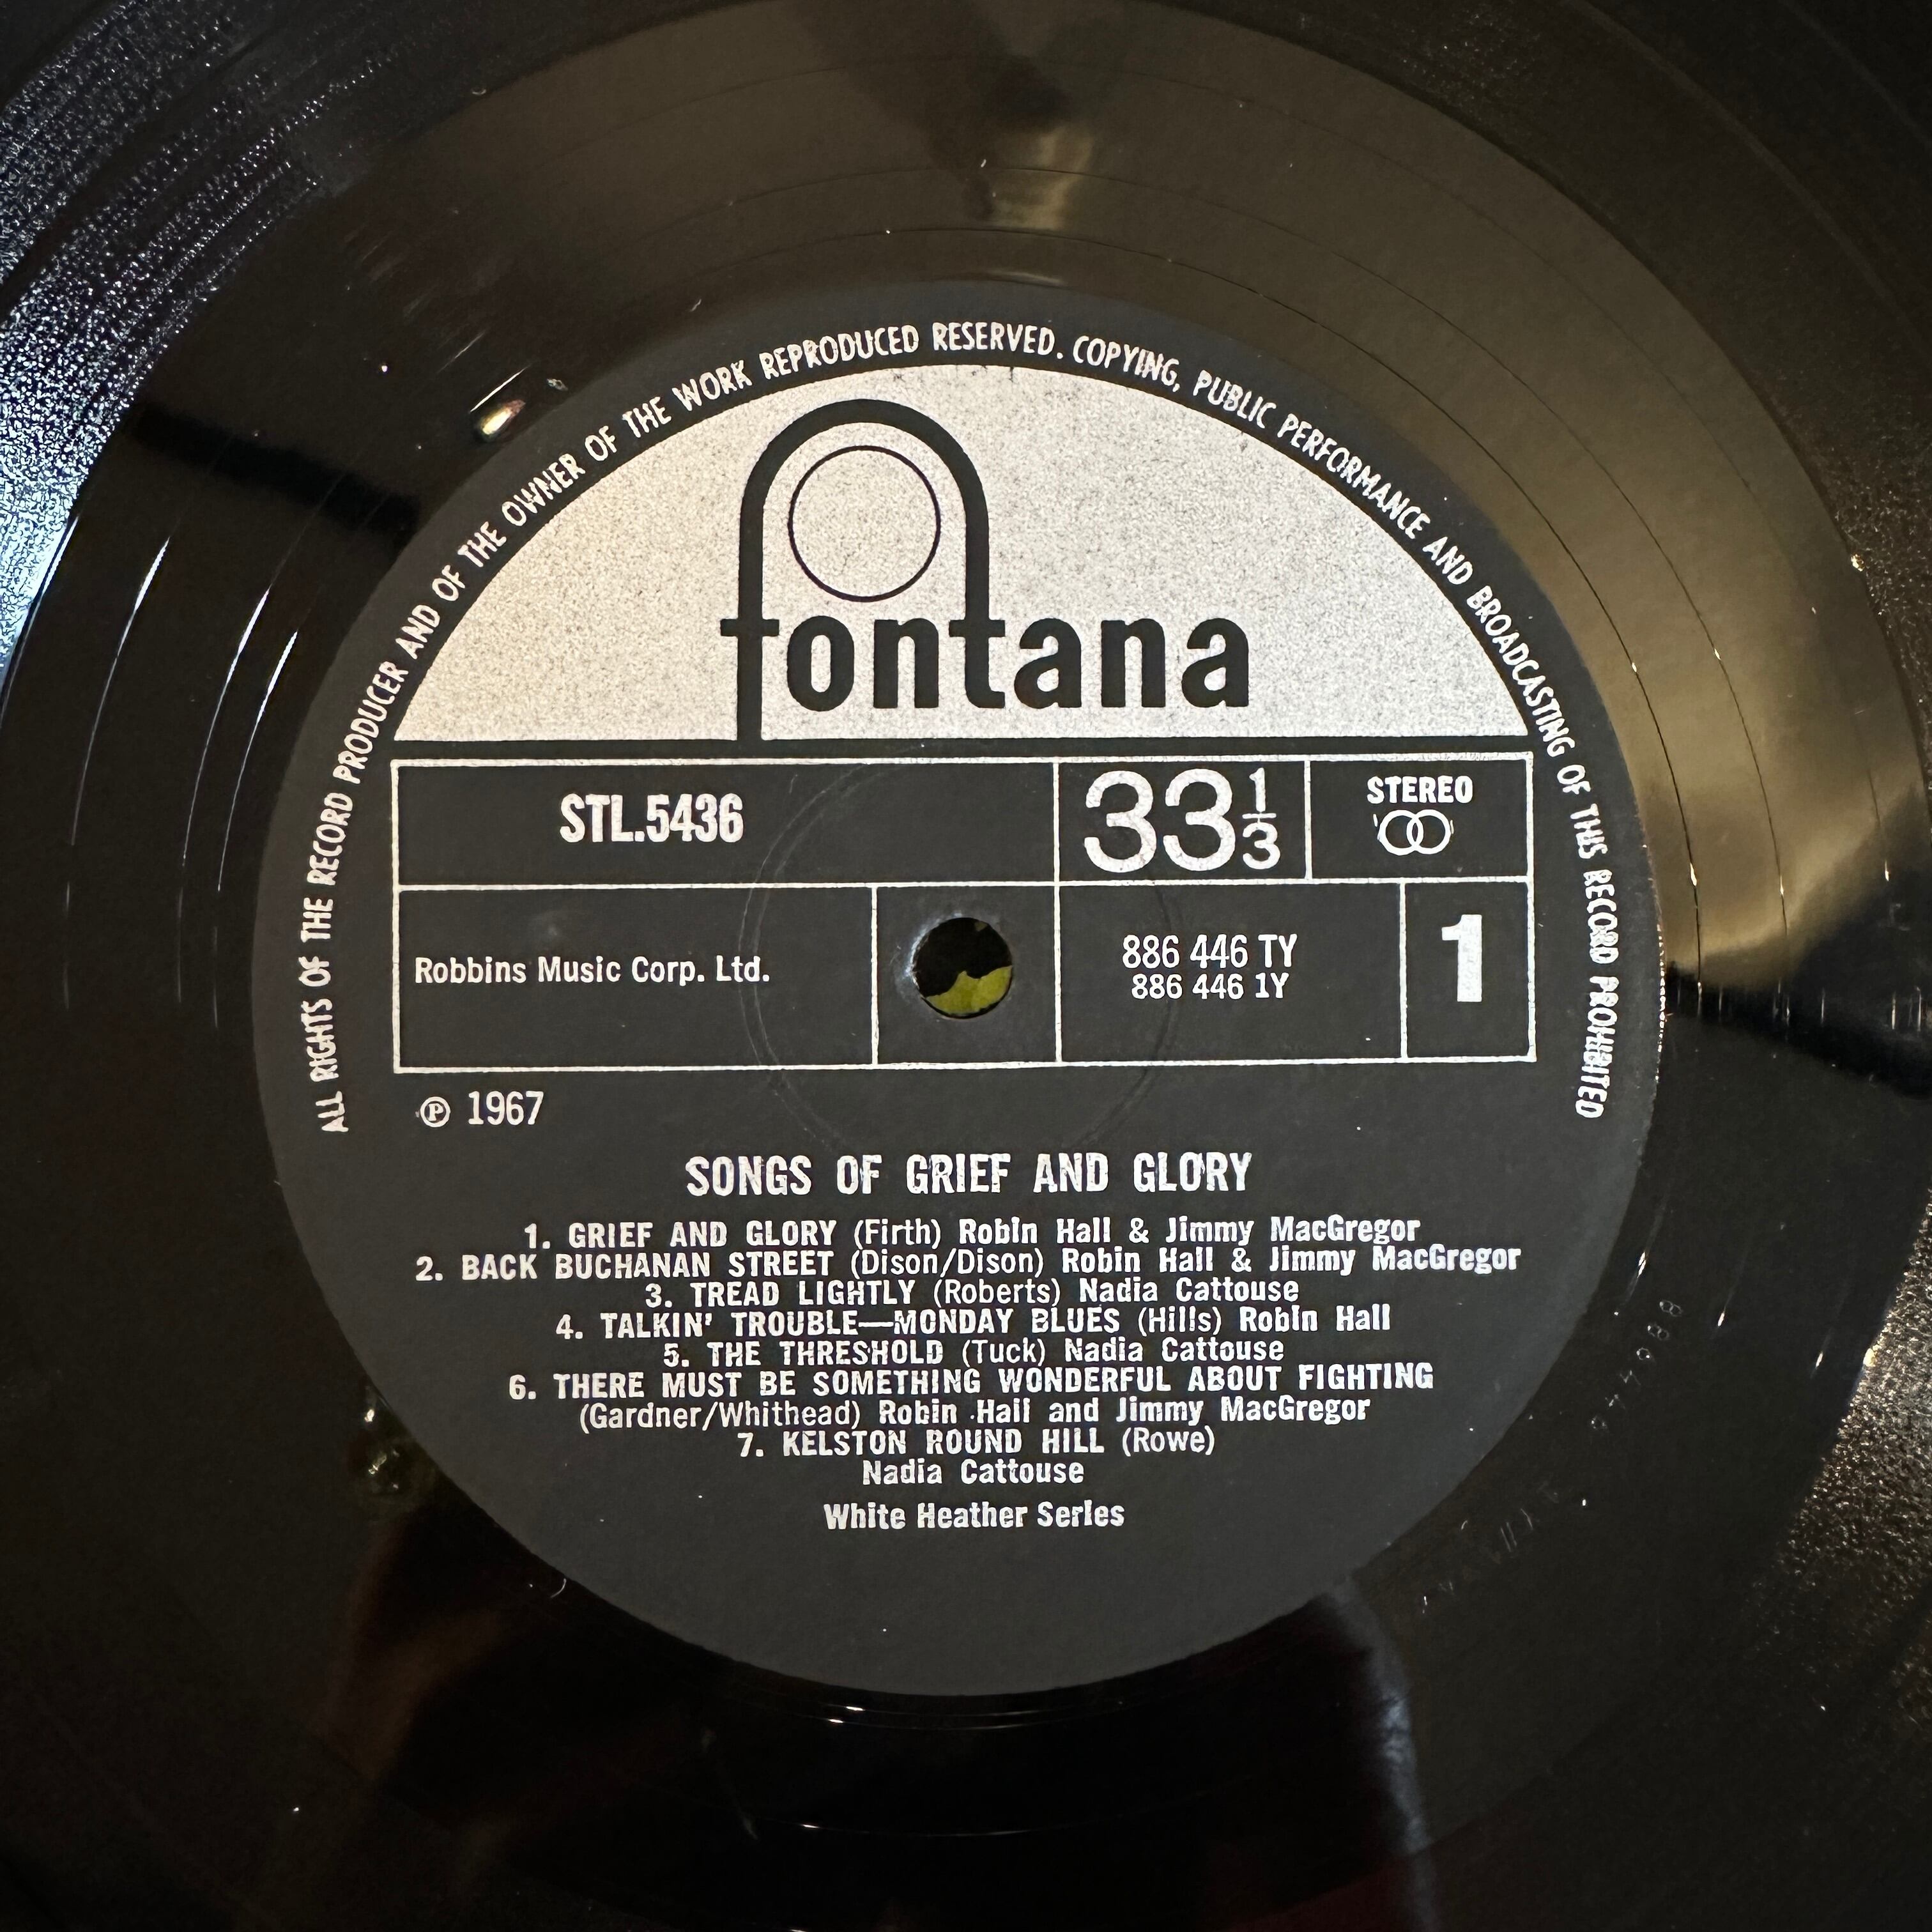 ALL RIGHTS OF THE RECORD PRODUCER AND OF THE OWNER OF THE WORK REPRODUCED RESERVED. COPYING, PUBLIC PERFORMANCE AND BROADCASTING OF THIS RECORD PROHIBITED
fontana
STL.5436
33 1/3
STEREO
Robbins Music Corp. Ltd.
886 446 TY
886 446 1Y
1
℗ 1967
SONGS OF GRIEF AND GLORY
1. GRIEF AND GLORY (Firth) Robin Hall & Jimmy MacGregor
2. BACK BUCHANAN STREET (Dison/Dison) Robin Hall & Jimmy MacGregor
3. TREAD LIGHTLY (Roberts) Nadia Cattouse
4. TALKIN' TROUBLE—MONDAY BLUES (Hills) Robin Hall
5. THE THRESHOLD (Tuck) Nadia Cattouse
6. THERE MUST BE SOMETHING WONDERFUL ABOUT FIGHTING
(Gardner/Whithead) Robin Hall and Jimmy MacGregor
7. KELSTON ROUND HILL (Rowe)
Nadia Cattouse
White Heather Series